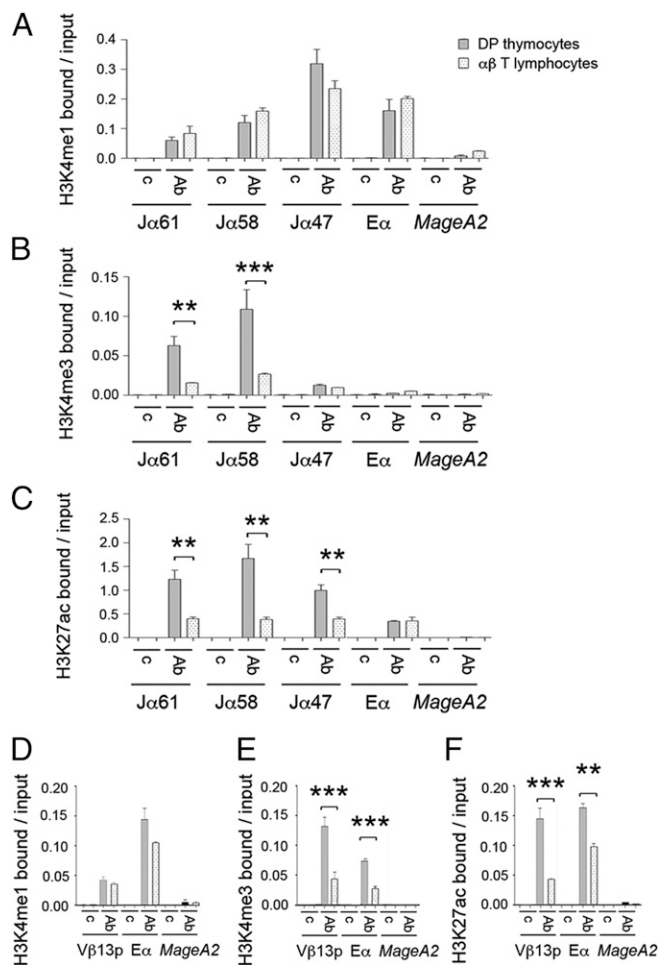 A
H3K4me1 bound / input
0.4
0.3
0.2
0.1
0.0
DP thymocytes
αβ T lymphocytes
c Ab c Ab c Ab c Ab c Ab
Jα61 Jα58 Jα47 Eα MageA2
B
H3K4me3 bound / input
0.15
0.10
0.05
0.00
** ***
c Ab c Ab c Ab c Ab c Ab
Jα61 Jα58 Jα47 Eα MageA2
C
H3K27ac bound / input
2.5
2.0
1.5
1.0
0.5
0.0
** ** **
c Ab c Ab c Ab c Ab c Ab
Jα61 Jα58 Jα47 Eα MageA2
D
H3K4me1 bound / input
0.20
0.15
0.10
0.05
0.00
c Ab c Ab c Ab
Vβ13p Eα MageA2
E
H3K4me3 bound / input
0.20
0.15
0.10
0.05
0.00
*** ***
c Ab c Ab c Ab
Vβ13p Eα MageA2
F
H3K27ac bound / input
0.20
0.15
0.10
0.05
0.00
*** **
c Ab c Ab c Ab
Vβ13p Eα MageA2